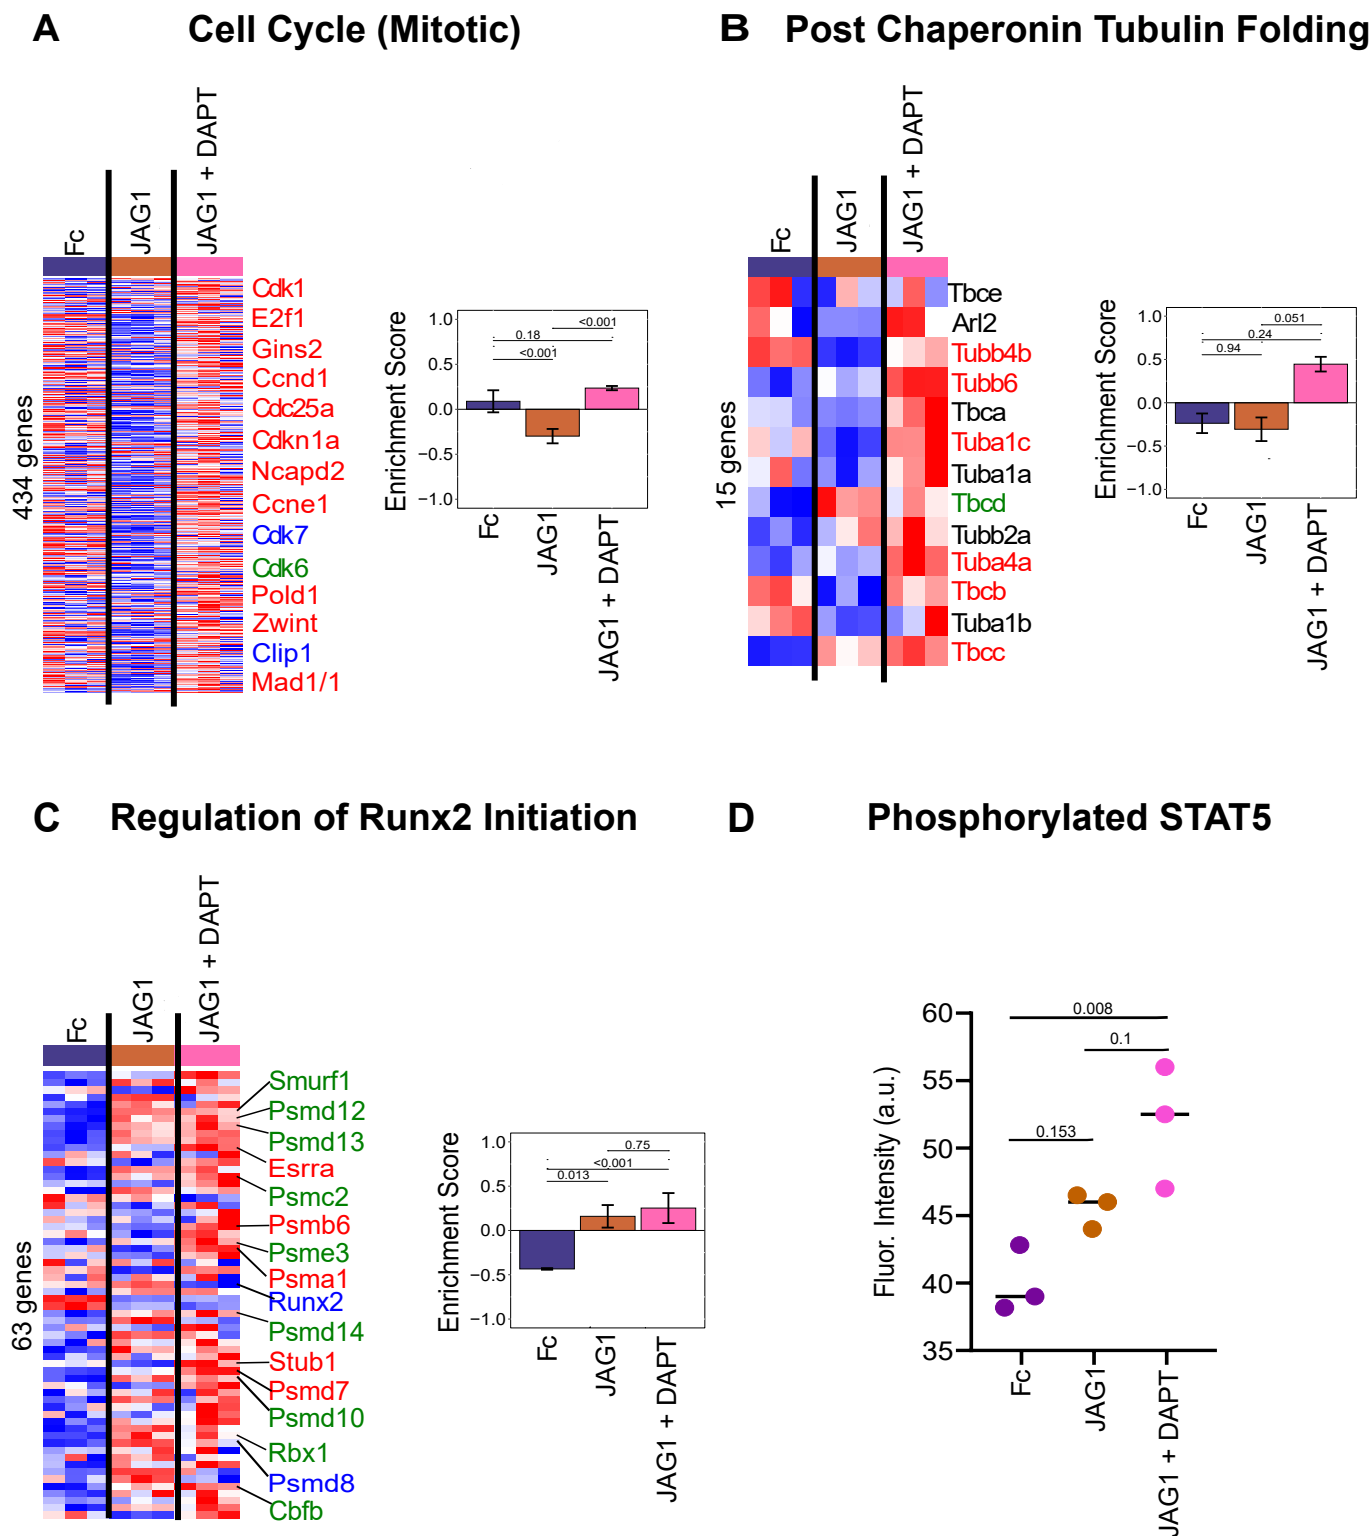 A Cell Cycle (Mitotic)
Fc
JAG1
JAG1 + DAPT
434 genes
Cdk1
E2f1
Gins2
Ccnd1
Cdc25a
Cdkn1a
Ncapd2
Ccne1
Cdk7
Cdk6
Pold1
Zwint
Clip1
Mad1/1
Enrichment Score
1.0
0.5
0.0
−0.5
−1.0
<0.001
0.18
<0.001
Fc
JAG1
JAG1 + DAPT
B Post Chaperonin Tubulin Folding
Fc
JAG1
JAG1 + DAPT
15 genes
Tbce
Arl2
Tubb4b
Tubb6
Tbca
Tuba1c
Tuba1a
Tbcd
Tubb2a
Tuba4a
Tbcb
Tuba1b
Tbcc
Enrichment Score
1.0
0.5
0.0
−0.5
−1.0
0.051
0.24
0.94
Fc
JAG1
JAG1 + DAPT
C Regulation of Runx2 Initiation
Fc
JAG1
JAG1 + DAPT
63 genes
Smurf1
Psmd12
Psmd13
Esrra
Psmc2
Psmb6
Psme3
Psma1
Runx2
Psmd14
Stub1
Psmd7
Psmd10
Rbx1
Psmd8
Cbfb
Enrichment Score
1.0
0.5
0.0
−0.5
−1.0
0.75
<0.001
0.013
Fc
JAG1
JAG1 + DAPT
D Phosphorylated STAT5
Fluor. Intensity (a.u.)
60
55
50
45
40
35
0.008
0.1
0.153
Fc
JAG1
JAG1 + DAPT